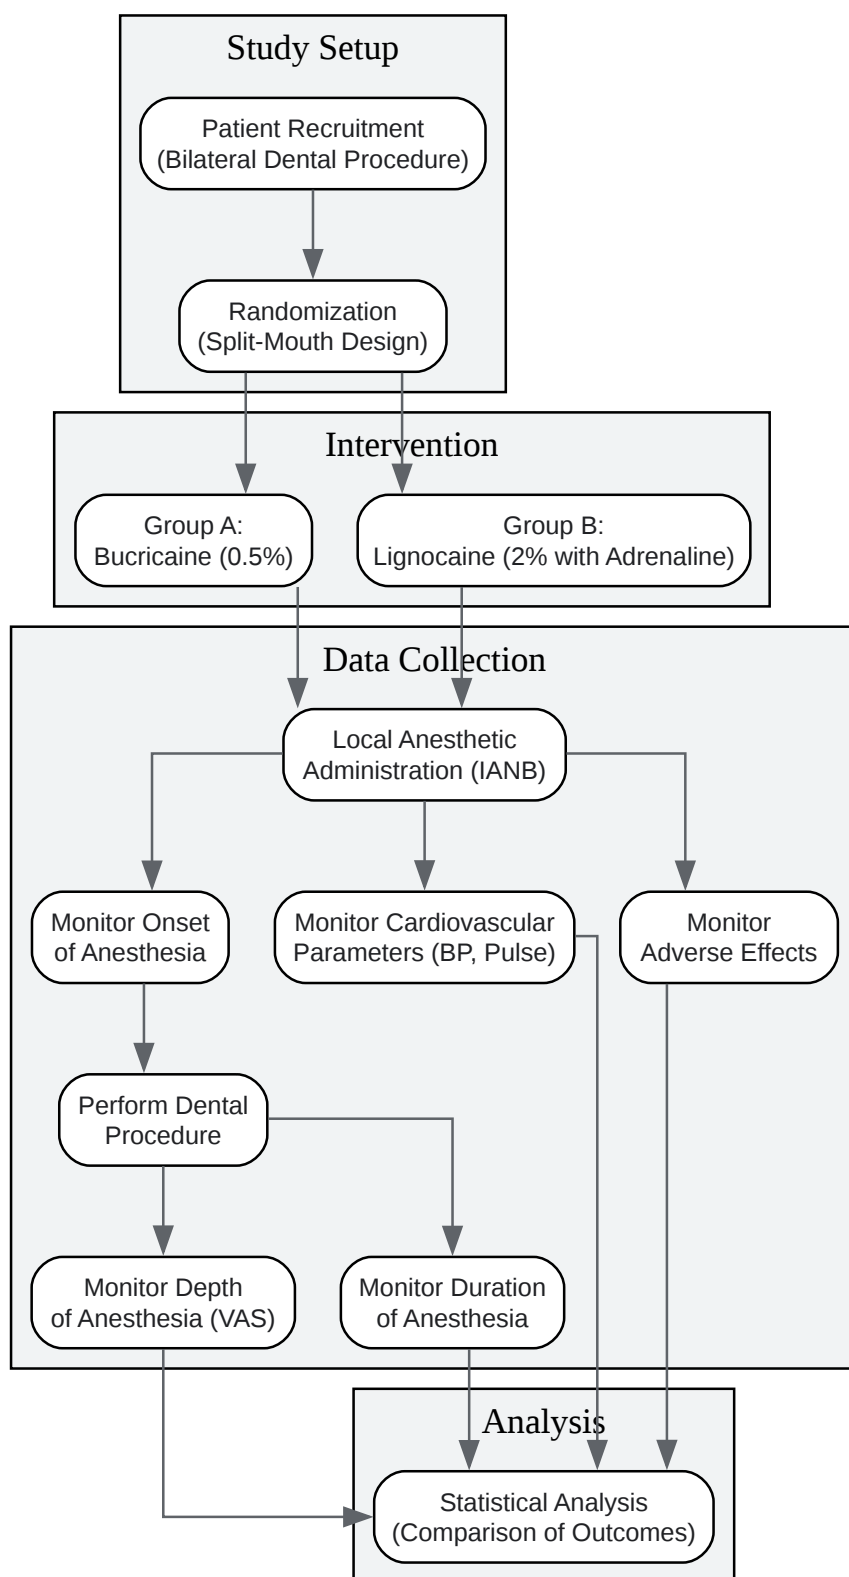 Study Setup
Patient Recruitment
(Bilateral Dental Procedure)
Randomization
(Split-Mouth Design)
Intervention
Group A:
Bucricaine (0.5%)
Group B:
Lignocaine (2% with Adrenaline)
Data Collection
Local Anesthetic
Administration (IANB)
Monitor Onset
of Anesthesia
Monitor Cardiovascular
Parameters (BP, Pulse)
Monitor
Adverse Effects
Perform Dental
Procedure
Monitor Depth
of Anesthesia (VAS)
Monitor Duration
of Anesthesia
Analysis
Statistical Analysis
(Comparison of Outcomes)